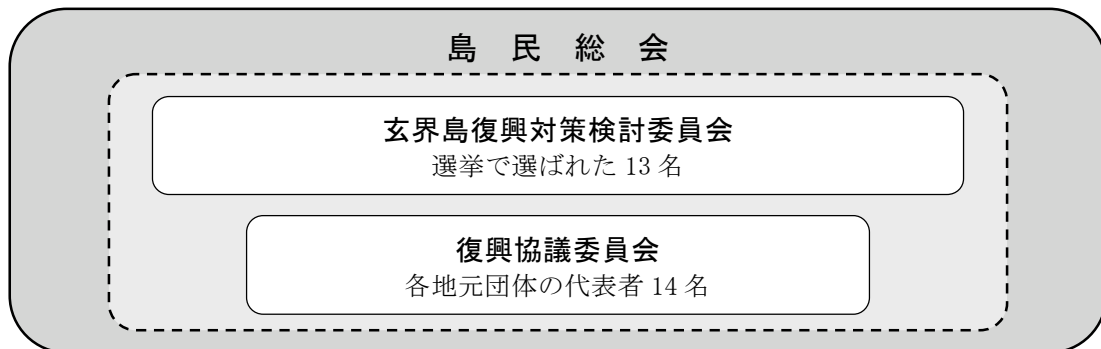 島民総会
玄界島復興対策検討委員会
選挙で選ばれた 13 名
復興協議委員会
各地元団体の代表者 14 名